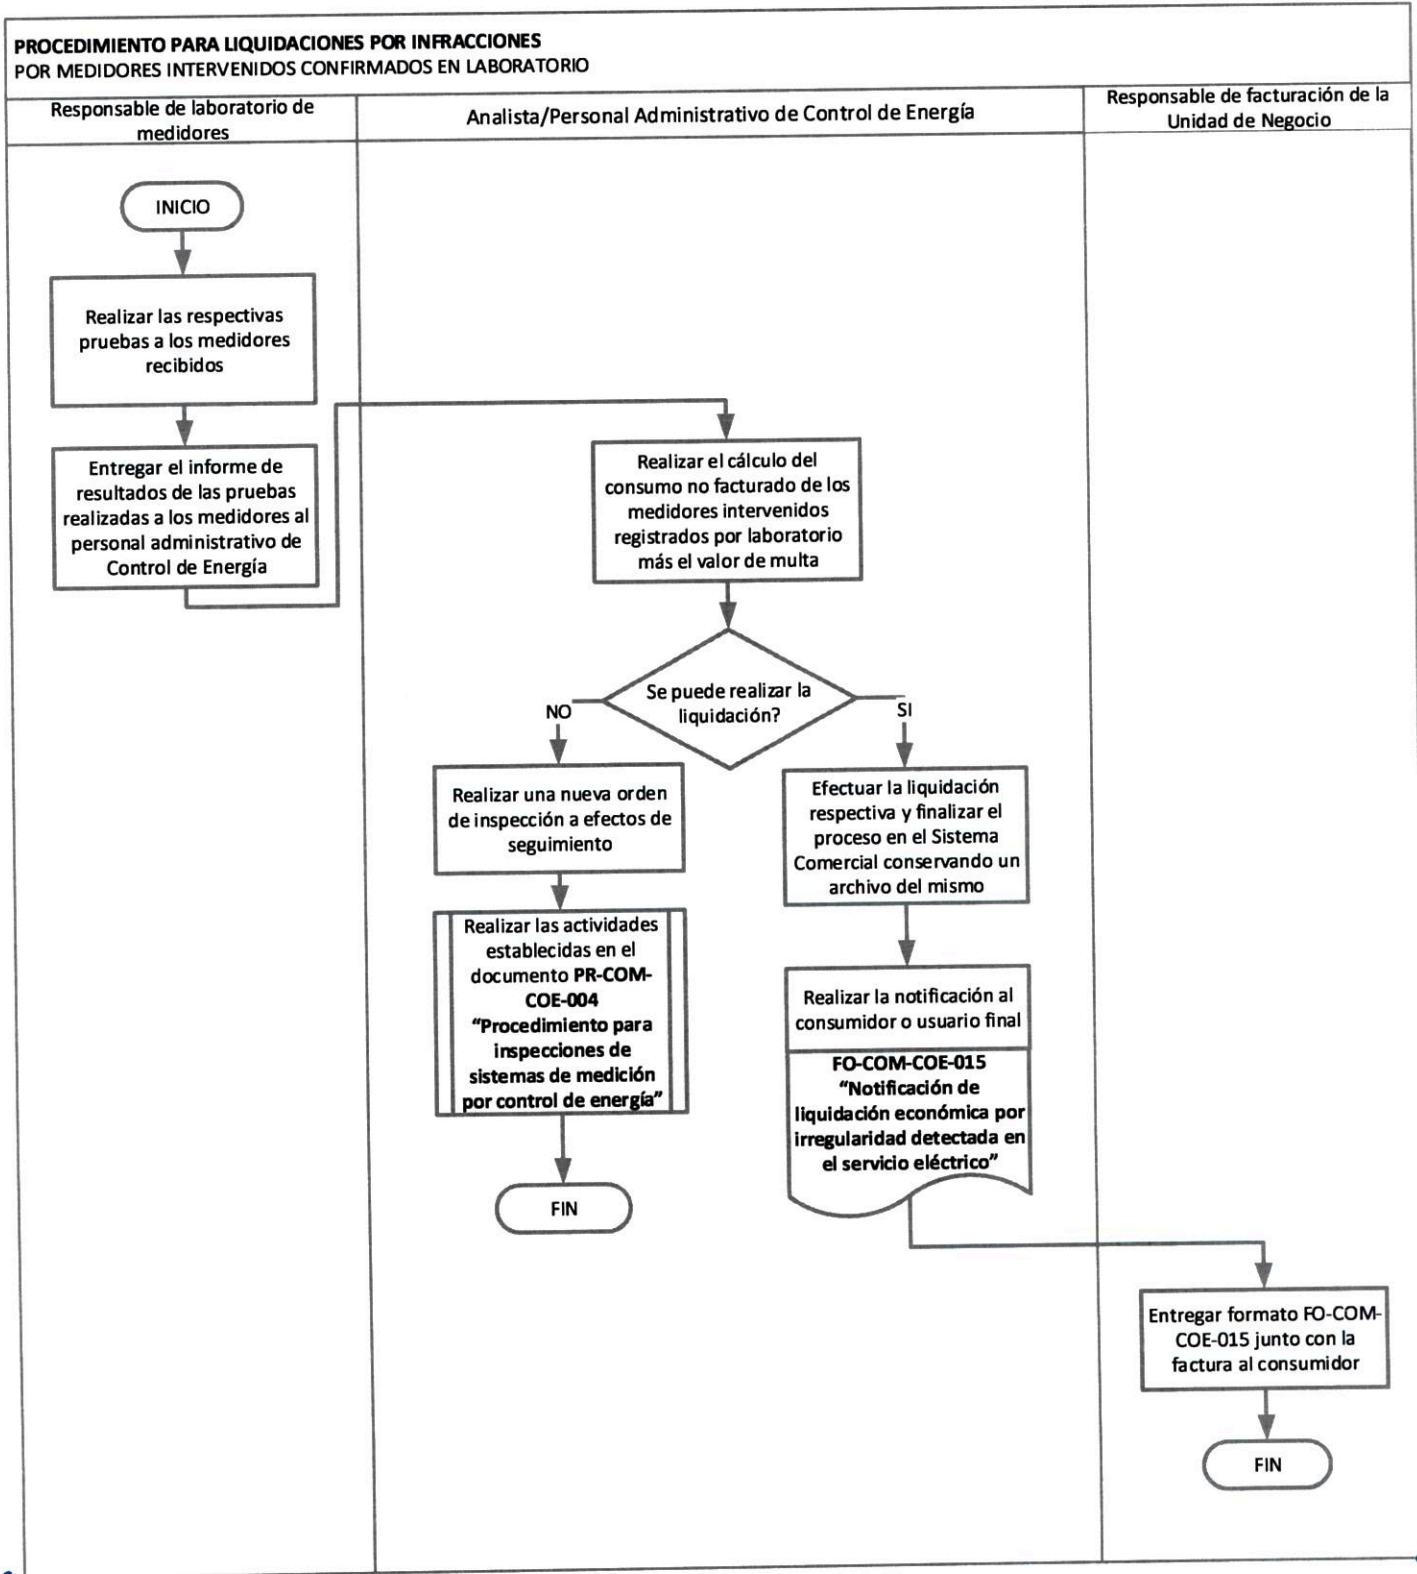 PROCEDIMIENTO PARA LIQUIDACIONES POR INFRACCIONES
POR MEDIDORES INTERVENIDOS CONFIRMADOS EN LABORATORIO
Responsable de laboratorio de
medidores
Analista/Personal Administrativo de Control de Energía
Responsable de facturación de la
Unidad de Negocio
INICIO
Realizar las respectivas
pruebas a los medidores
recibidos
Entregar el informe de
resultados de las pruebas
realizadas a los medidores al
personal administrativo de
Control de Energía
Realizar el cálculo del
consumo no facturado de los
medidores intervenidos
registrados por laboratorio
más el valor de multa
Se puede realizar la
liquidación?
NO
SI
Realizar una nueva orden
de inspección a efectos de
seguimiento
Efectuar la liquidación
respectiva y finalizar el
proceso en el Sistema
Comercial conservando un
archivo del mismo
Realizar las actividades
establecidas en el
documento PR-COM-
COE-004
“Procedimiento para
inspecciones de
sistemas de medición
por control de energía”
Realizar la notificación al
consumidor o usuario final
FO-COM-COE-015
“Notificación de
liquidación económica por
irregularidad detectada en
el servicio eléctrico”
FIN
Entregar formato FO-COM-
COE-015 junto con la
factura al consumidor
FIN